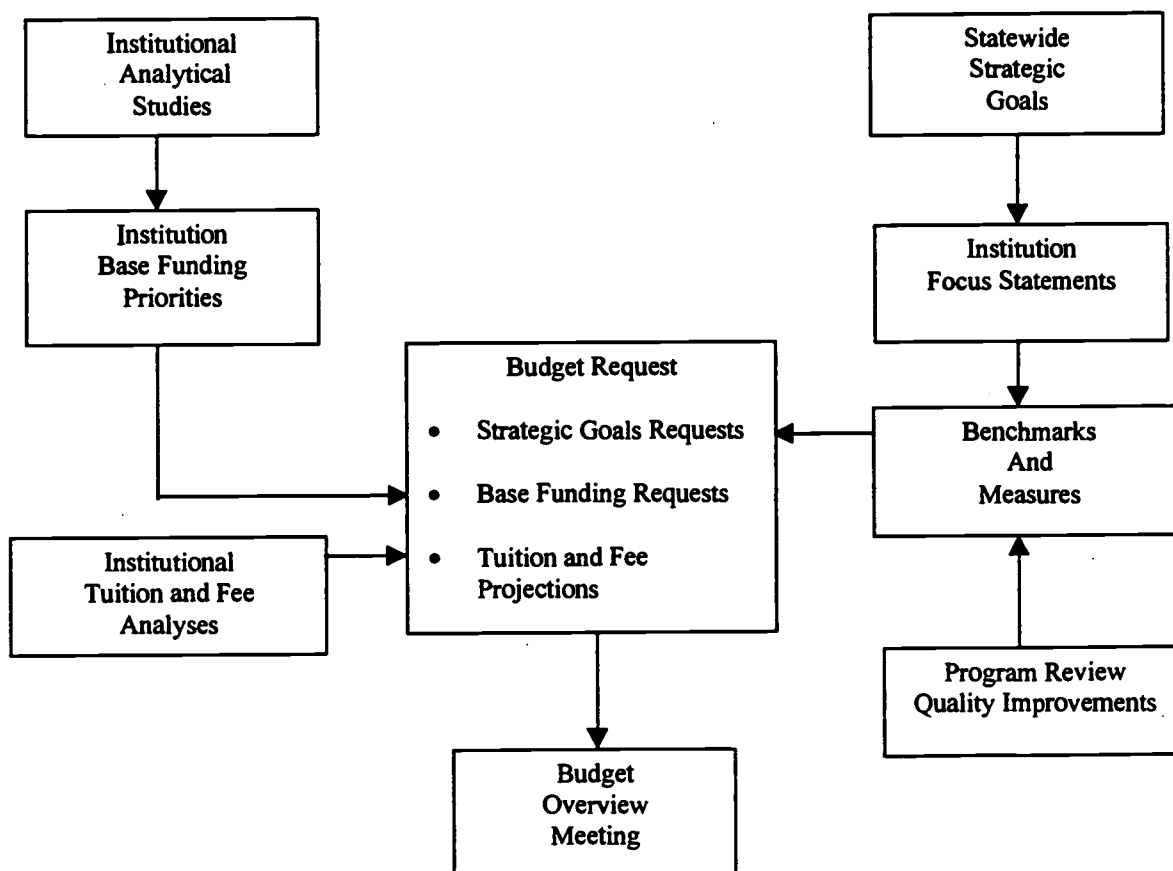 Institutional
Analytical
Studies
Statewide
Strategic
Goals
Institution
Base Funding
Priorities
Institution
Focus Statements
Budget Request
• Strategic Goals Requests
• Base Funding Requests
• Tuition and Fee
Projections
Benchmarks
And
Measures
Institutional
Tuition and Fee
Analyses
Program Review
Quality Improvements
Budget
Overview
Meeting